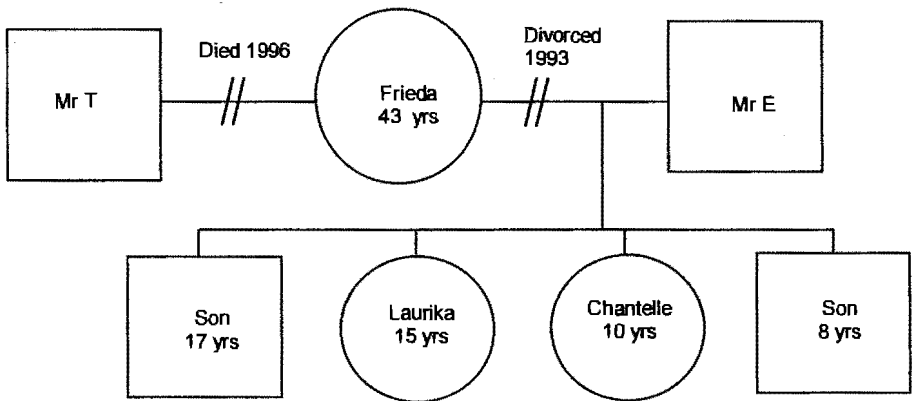 Died 1996
Divorced
1993
Mr T
Frieda
43 yrs
Mr E
Son
17 yrs
Laurika
15 yrs
Chantelle
10 yrs
Son
8 yrs